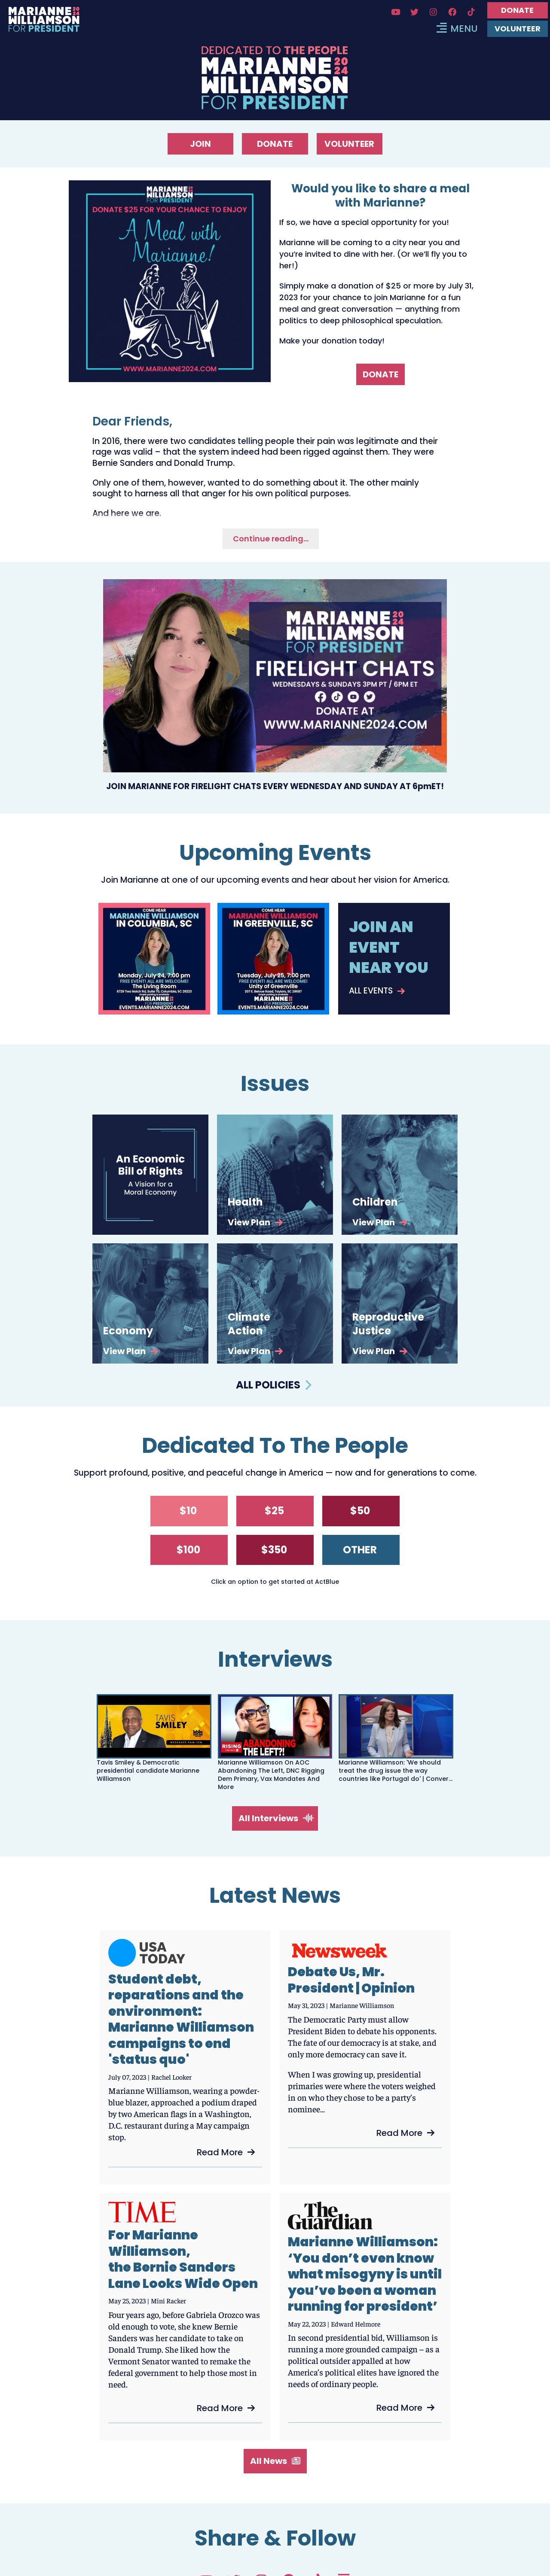 MARIANNE 2024
WILLIAMSON
FOR PRESIDENT
DONATE
MENU
VOLUNTEER
DEDICATED TO THE PEOPLE
MARIANNE 2024
WILLIAMSON
FOR PRESIDENT
JOIN
DONATE
VOLUNTEER
MARIANNE
WILLIAMSON
FOR PRESIDENT
DONATE $25 FOR YOUR CHANCE TO ENJOY
A Meal with
Marianne!
WWW.MARIANNE2024.COM
Would you like to share a meal
with Marianne?
If so, we have a special opportunity for you!
Marianne will be coming to a city near you and
you're invited to dine with her. (Or we'll fly you to
her!)
Simply make a donation of $25 or more by July 31,
2023 for your chance to join Marianne for a fun
meal and great conversation — anything from
politics to deep philosophical speculation.
Make your donation today!
DONATE
Dear Friends,
In 2016, there were two candidates telling people their pain was legitimate and their
rage was valid – that the system indeed had been rigged against them. They were
Bernie Sanders and Donald Trump.
Only one of them, however, wanted to do something about it. The other mainly
sought to harness all that anger for his own political purposes.
And here we are.
Continue reading...
MARIANNE 2024
WILLIAMSON
FOR PRESIDENT
FIRELIGHT CHATS
WEDNESDAYS & SUNDAYS 3PM PT / 6PM ET
DONATE AT
WWW.MARIANNE2024.COM
JOIN MARIANNE FOR FIRELIGHT CHATS EVERY WEDNESDAY AND SUNDAY AT 6pmET!
Upcoming Events
Join Marianne at one of our upcoming events and hear about her vision for America.
COME HEAR
MARIANNE WILLIAMSON
IN COLUMBIA, SC
Monday, July 24, 7:00 pm
FREE EVENT! ALL ARE WELCOME!
The Living Room
MARIANNE
WILLIAMSON
FOR PRESIDENT
EVENTS.MARIANNE2024.COM
COME HEAR
MARIANNE WILLIAMSON
IN GREENVILLE, SC
Tuesday, July 25, 7:00 pm
FREE EVENT! ALL ARE WELCOME!
Unity of Greenville
MARIANNE
WILLIAMSON
FOR PRESIDENT
EVENTS.MARIANNE2024.COM
JOIN AN
EVENT
NEAR YOU
ALL EVENTS
Issues
An Economic
Bill of Rights
A Vision for a
Moral Economy
Health
View Plan
Children
View Plan
Economy
View Plan
Climate
Action
View Plan
Reproductive
Justice
View Plan
ALL POLICIES
Dedicated To The People
Support profound, positive, and peaceful change in America — now and for generations to come.
$10
$25
$50
$100
$350
OTHER
Click an option to get started at ActBlue
Interviews
TAVIS
SMILEY
Tavis Smiley & Democratic
presidential candidate Marianne
Williamson
RISING
ABANDONING
THE LEFT?!
Marianne Williamson On AOC
Abandoning The Left, DNC Rigging
Dem Primary, Vax Mandates And
More
Marianne Williamson: 'We should
treat the drug issue the way
countries like Portugal do' | Conver...
All Interviews
Latest News
USA
TODAY
Student debt,
reparations and the
environment:
Marianne Williamson
campaigns to end
'status quo'
July 07, 2023 | Rachel Looker
Marianne Williamson, wearing a powder-
blue blazer, approached a podium draped
by two American flags in a Washington,
D.C. restaurant during a May campaign
stop.
Read More
Newsweek
Debate Us, Mr.
President | Opinion
May 31, 2023 | Marianne Williamson
The Democratic Party must allow
President Biden to debate his opponents.
The fate of our democracy is at stake, and
only more democracy can save it.
When I was growing up, presidential
primaries were where the voters weighed
in on who they chose to be a party's
nominee...
Read More
TIME
For Marianne
Williamson,
the Bernie Sanders
Lane Looks Wide Open
May 25, 2023 | Mini Racker
Four years ago, before Gabriela Orozco was
old enough to vote, she knew Bernie
Sanders was her candidate to take on
Donald Trump. She liked how the
Vermont Senator wanted to remake the
federal government to help those most in
need.
Read More
The
Guardian
Marianne Williamson:
‘You don’t even know
what misogyny is until
you’ve been a woman
running for president’
May 22, 2023 | Edward Helmore
In second presidential bid, Williamson is
running a more grounded campaign – as a
political outsider appalled at how
America's political elites have ignored the
needs of ordinary people.
Read More
All News
Share & Follow